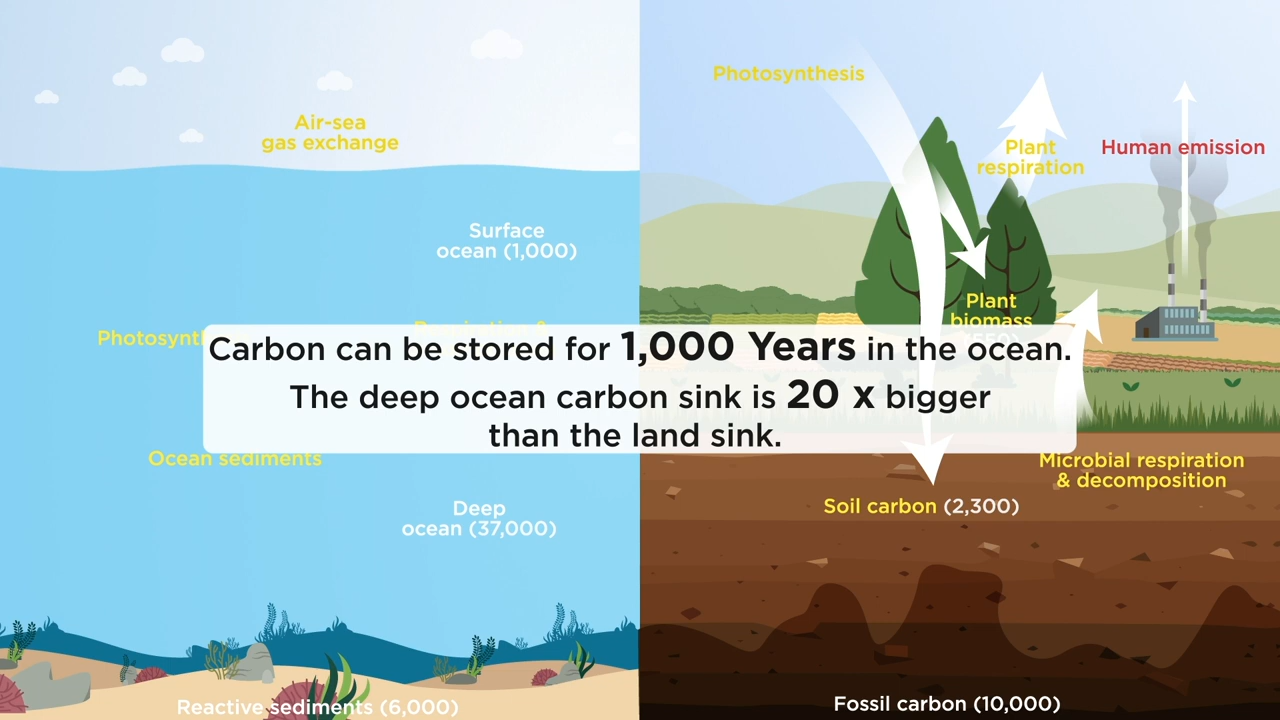 Air-sea
gas exchange
Surface
ocean (1,000)
Ocean sediments
Deep
ocean (37,000)
Reactive sediments (6,000)
Photosynthesis
Plant
respiration
Human emission
Plant
biomass
Carbon can be stored for 1,000 Years in the ocean.
The deep ocean carbon sink is 20 x bigger
than the land sink.
Microbial respiration
& decomposition
Soil carbon (2,300)
Fossil carbon (10,000)